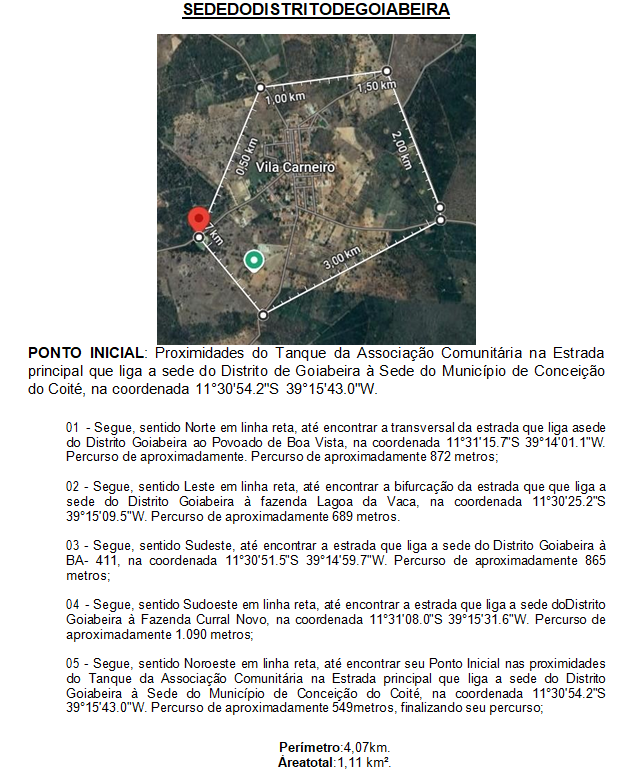 SEDEDODISTRITODEGOIABEIRA
1,00 km
1,50 km
0,50 km
2,00 km
Vila Carneiro
7 km
3,00 km
PONTO INICIAL: Proximidades do Tanque da Associação Comunitária na Estrada
principal que liga a sede do Distrito de Goiabeira à Sede do Município de Conceição
do Coité, na coordenada 11°30'54.2"S 39°15'43.0"W.
01 - Segue, sentido Norte em linha reta, até encontrar a transversal da estrada que liga asede
do Distrito Goiabeira ao Povoado de Boa Vista, na coordenada 11°31'15.7"S 39°14'01.1"W.
Percurso de aproximadamente. Percurso de aproximadamente 872 metros;
02 - Segue, sentido Leste em linha reta, até encontrar a bifurcação da estrada que que liga a
sede do Distrito Goiabeira à fazenda Lagoa da Vaca, na coordenada 11°30'25.2"S
39°15'09.5"W. Percurso de aproximadamente 689 metros.
03 - Segue, sentido Sudeste, até encontrar a estrada que liga a sede do Distrito Goiabeira à
BA- 411, na coordenada 11°30'51.5"S 39°14'59.7"W. Percurso de aproximadamente 865
metros;
04 - Segue, sentido Sudoeste em linha reta, até encontrar a estrada que liga a sede doDistrito
Goiabeira à Fazenda Curral Novo, na coordenada 11°31'08.0"S 39°15'31.6"W. Percurso de
aproximadamente 1.090 metros;
05 - Segue, sentido Noroeste em linha reta, até encontrar seu Ponto Inicial nas proximidades
do Tanque da Associação Comunitária na Estrada principal que liga a sede do Distrito
Goiabeira à Sede do Município de Conceição do Coité, na coordenada 11°30'54.2"S
39°15'43.0"W. Percurso de aproximadamente 549metros, finalizando seu percurso;
Perímetro:4,07km.
Áreatotal:1,11 km².